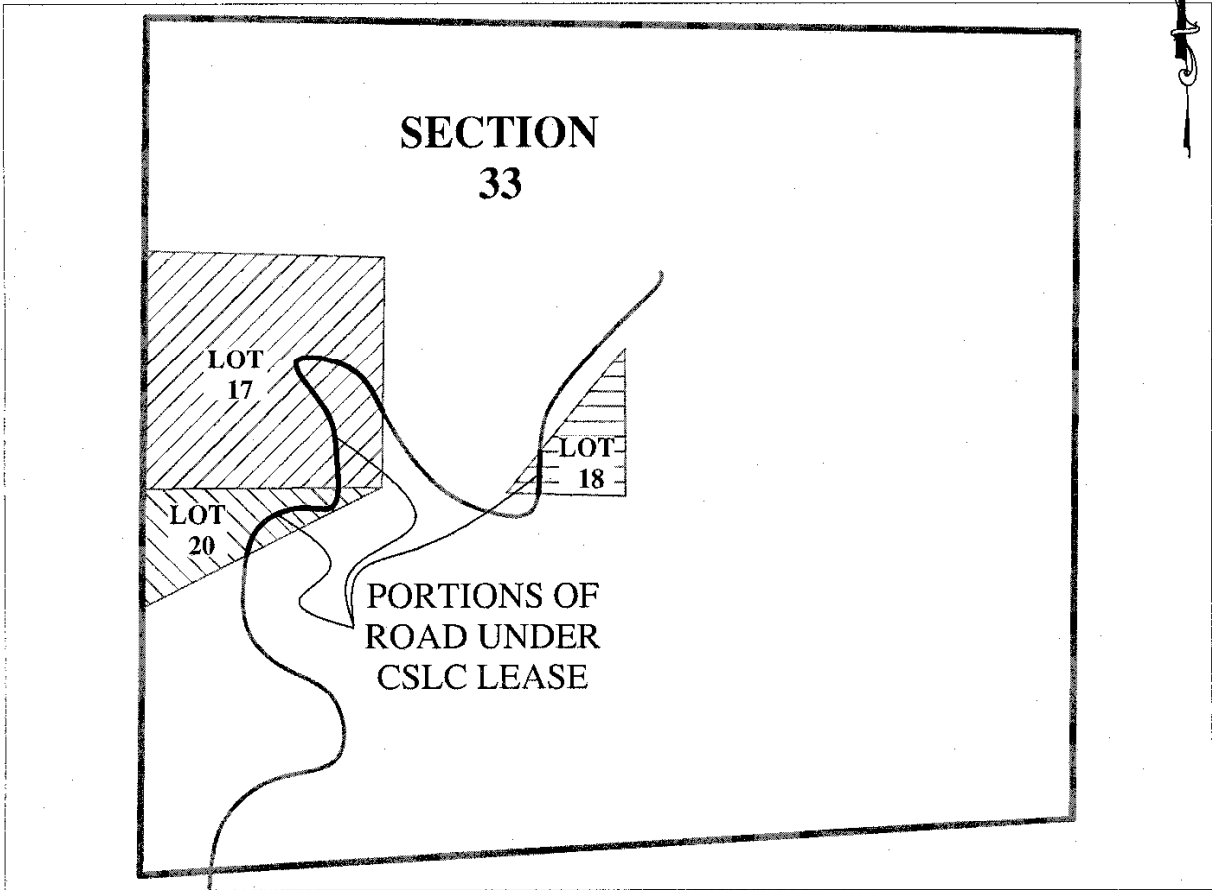 SECTION
33
LOT
17
LOT
18
LOT
20
PORTIONS OF
ROAD UNDER
CSLC LEASE